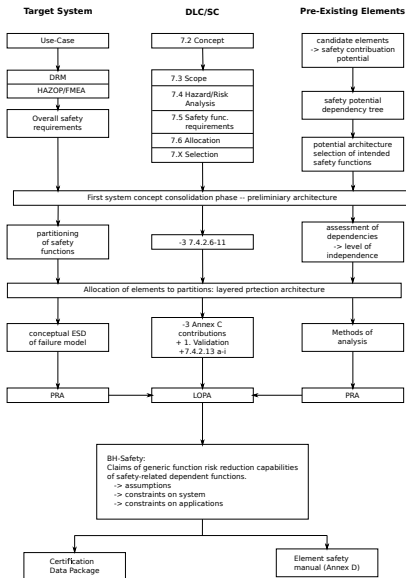 Target System
DLC/SC
Pre-Existing Elements
Use-Case
7.2 Concept
candidate elements
-> safety contribuation
potential
DRM
HAZOP/FMEA
Overall safety
requirements
7.3 Scope
7.4 Hazard/Risk
Analysis
7.5 Safety func.
requirements
7.6 Allocation
7.X Selection
safety potential
dependency tree
potential architecture
selection of intended
safety functions
First system concept consolidation phase -- preliminiary architecture
partitioning
of safety
functions
-3 7.4.2.6-11
assessment of
dependencies
-> level of
independence
Allocation of elements to partitions: layered prtection architecture
conceptual ESD
of failure model
-3 Annex C
contributions
+ 1. Validation
+7.4.2.13 a-i
Methods of
analysis
PRA
LOPA
PRA
BH-Safety:
Claims of generic function risk reduction capabilities
of safety-related dependent functions.
-> assumptions
-> constraints on system
-> constraints on applications
Certification
Data Package
Element safety
manual (Annex D)